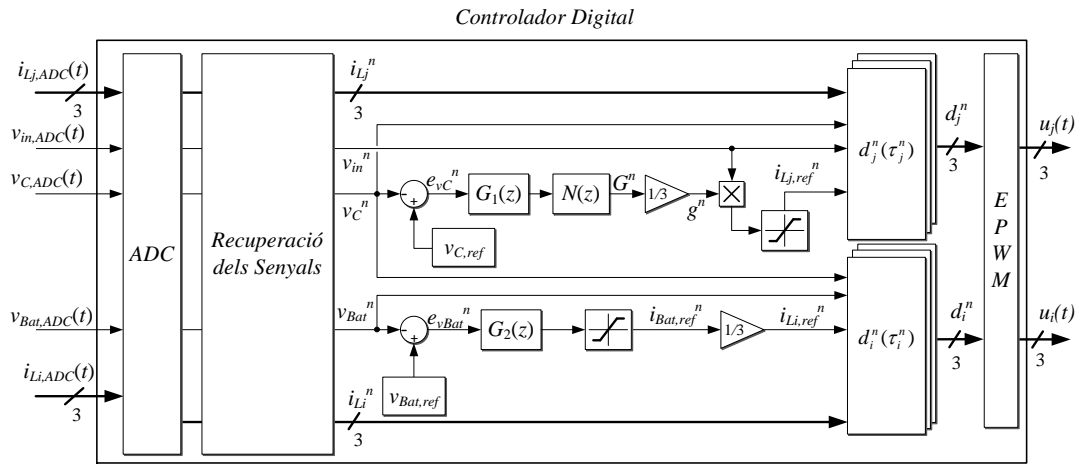 Controlador Digital
i_{Lj,ADC}(t)
3
v_{in,ADC}(t)
v_{C,ADC}(t)
v_{Bat,ADC}(t)
i_{Li,ADC}(t)
3
ADC
Recuperació
dels Senyals
i_{Lj}^n
3
v_{in}^n
v_C^n
e_{vC}^n
-
+
v_{C,ref}
G_1(z)
N(z)
G^n
1/3
g^n
×
i_{Lj,ref}^n
v_{Bat}^n
e_{vBat}^n
-
+
v_{Bat,ref}
G_2(z)
i_{Bat,ref}^n
1/3
i_{Li,ref}^n
i_{Li}^n
3
d_j^n(τ_j^n)
d_i^n(τ_i^n)
d_j^n
3
d_i^n
3
E
P
W
M
u_j(t)
3
u_i(t)
3